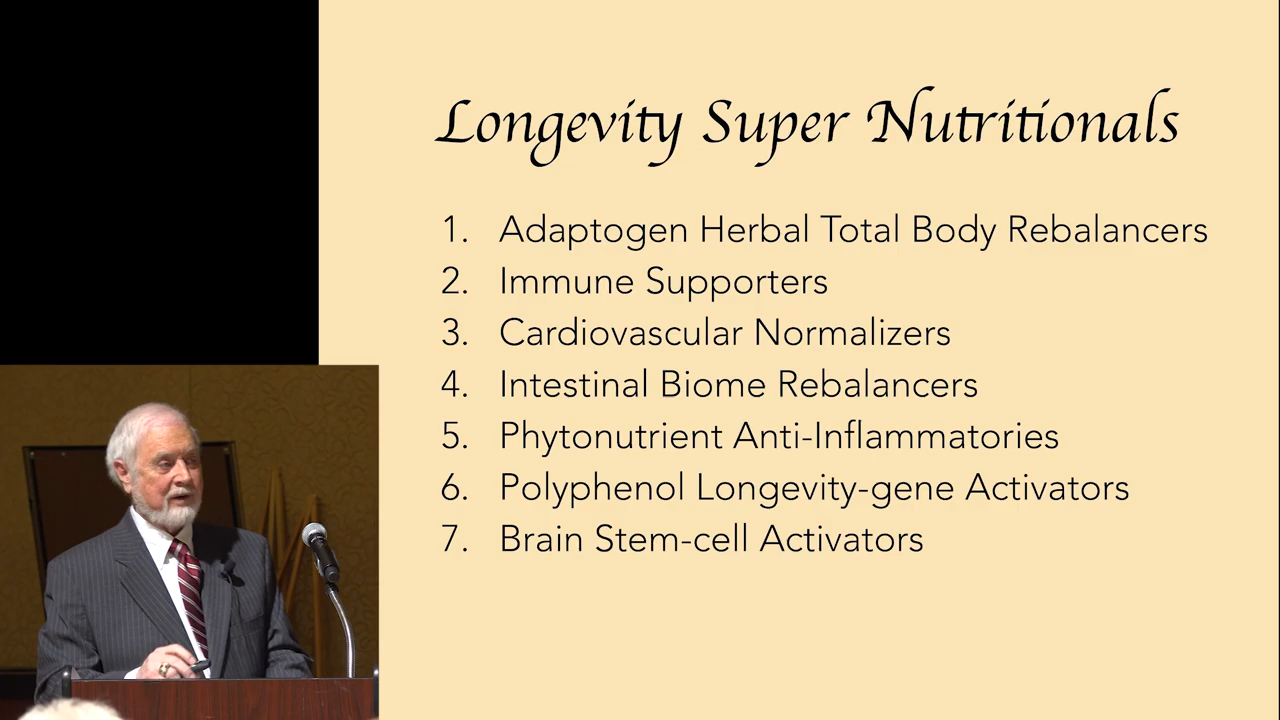 Longevity Super Nutritionals
1. Adaptogen Herbal Total Body Rebalancers
2. Immune Supporters
3. Cardiovascular Normalizers
4. Intestinal Biome Rebalancers
5. Phytonutrient Anti-Inflammatories
6. Polyphenol Longevity-gene Activators
7. Brain Stem-cell Activators